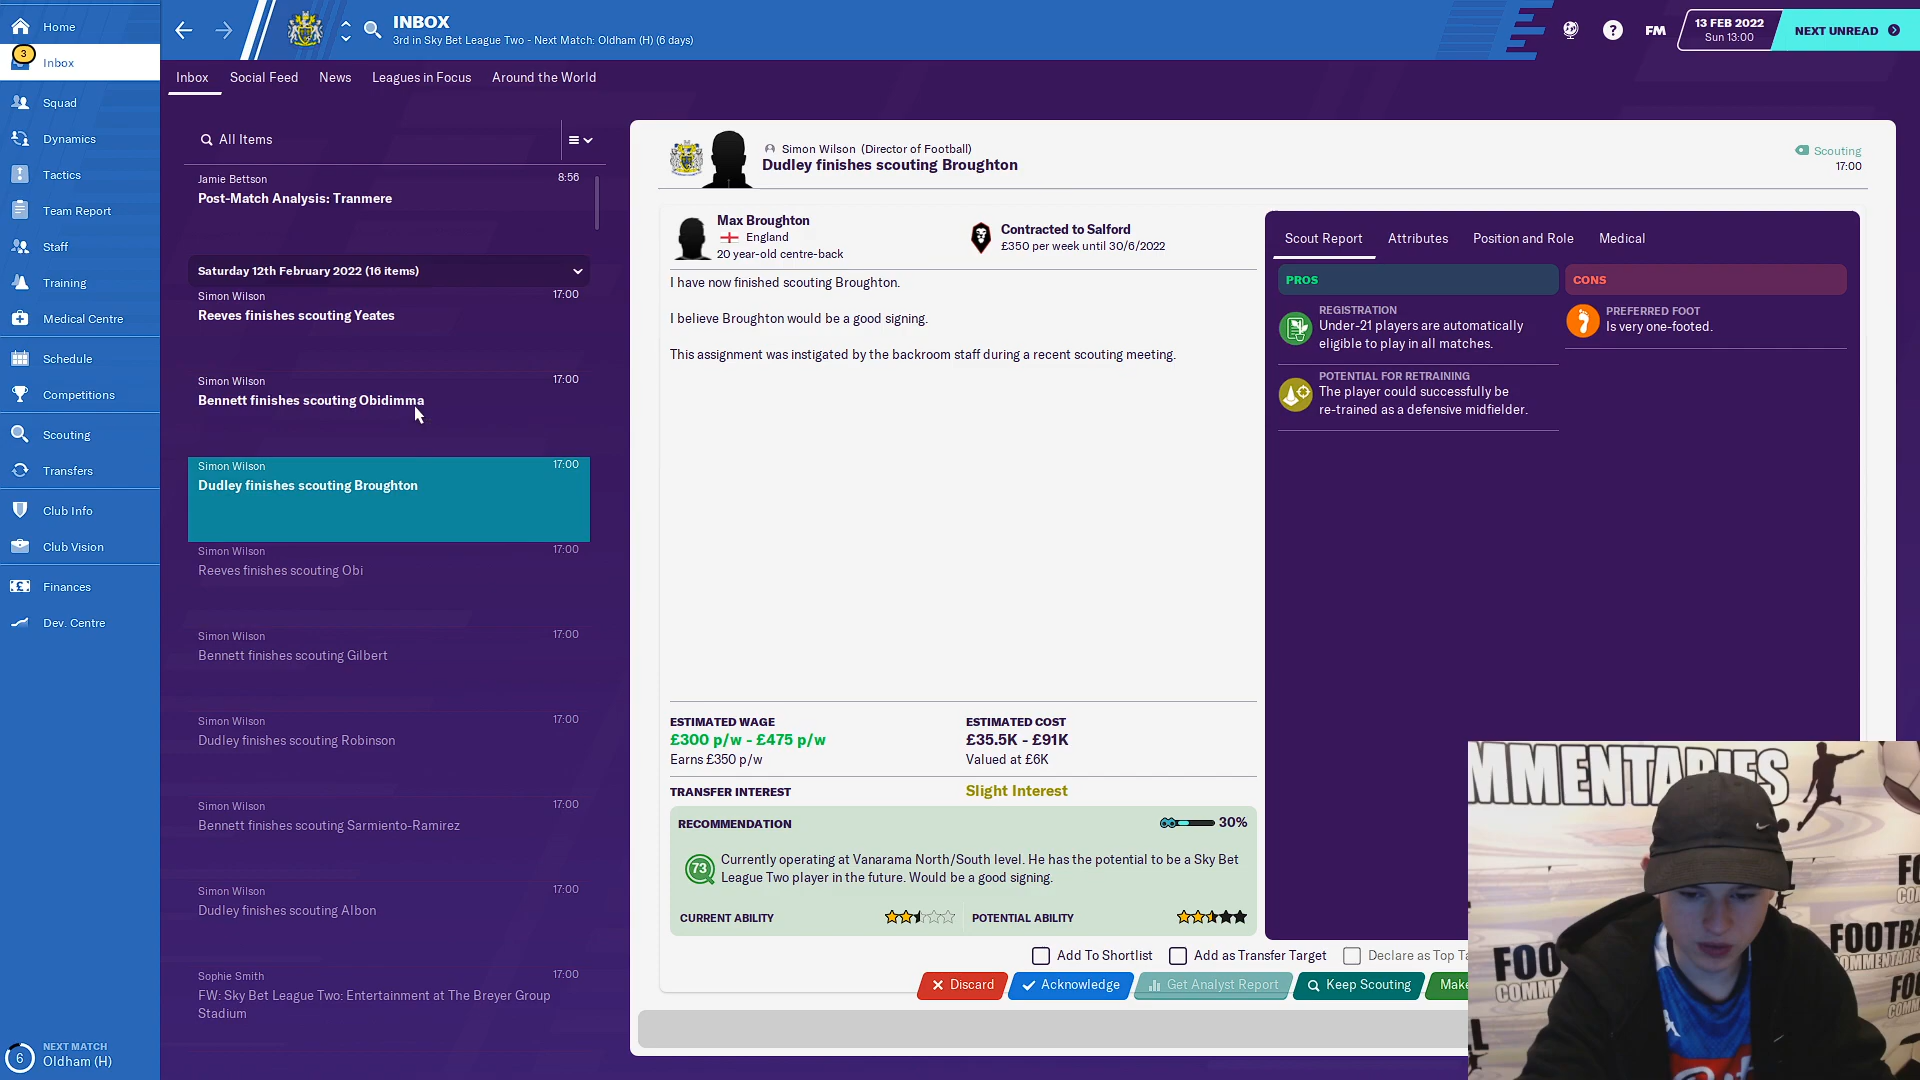 Home
3
Inbox
Squad
Dynamics
Tactics
Team Report
Staff
Training
Medical Centre
Schedule
Competitions
Scouting
Transfers
Club Info
Club Vision
Finances
Dev. Centre
6
NEXT MATCH
Oldham (H)
INBOX
3rd in Sky Bet League Two - Next Match: Oldham (H) (6 days)
?
FM
13 FEB 2022
Sun 13:00
NEXT UNREAD
Inbox
Social Feed
News
Leagues in Focus
Around the World
All Items
Jamie Bettson
8:56
Post-Match Analysis: Tranmere
Saturday 12th February 2022 (16 items)
Simon Wilson
17:00
Reeves finishes scouting Yeates
Simon Wilson
17:00
Bennett finishes scouting Obidimma
Simon Wilson
17:00
Dudley finishes scouting Broughton
Simon Wilson
17:00
Reeves finishes scouting Obi
Simon Wilson
17:00
Bennett finishes scouting Gilbert
Simon Wilson
17:00
Dudley finishes scouting Robinson
Simon Wilson
17:00
Bennett finishes scouting Sarmiento-Ramirez
Simon Wilson
17:00
Dudley finishes scouting Albon
Sophie Smith
17:00
FW: Sky Bet League Two: Entertainment at The Breyer Group
Stadium
Simon Wilson (Director of Football)
Dudley finishes scouting Broughton
Scouting
17:00
Max Broughton
England
20 year-old centre-back
Contracted to Salford
£350 per week until 30/6/2022
I have now finished scouting Broughton.
I believe Broughton would be a good signing.
This assignment was instigated by the backroom staff during a recent scouting meeting.
ESTIMATED WAGE
£300 p/w - £475 p/w
Earns £350 p/w
ESTIMATED COST
£35.5K - £91K
Valued at £6K
TRANSFER INTEREST
Slight Interest
RECOMMENDATION
30%
73
Currently operating at Vanarama North/South level. He has the potential to be a Sky Bet
League Two player in the future. Would be a good signing.
CURRENT ABILITY
POTENTIAL ABILITY
Scout Report
Attributes
Position and Role
Medical
PROS
REGISTRATION
Under-21 players are automatically
eligible to play in all matches.
POTENTIAL FOR RETRAINING
The player could successfully be
re-trained as a defensive midfielder.
CONS
PREFERRED FOOT
Is very one-footed.
Add To Shortlist
Add as Transfer Target
Declare as Top Ta
Discard
Acknowledge
Get Analyst Report
Keep Scouting
Make
MMENTARIES
FOOTBA
OMMENTARIES
FOO
COMM